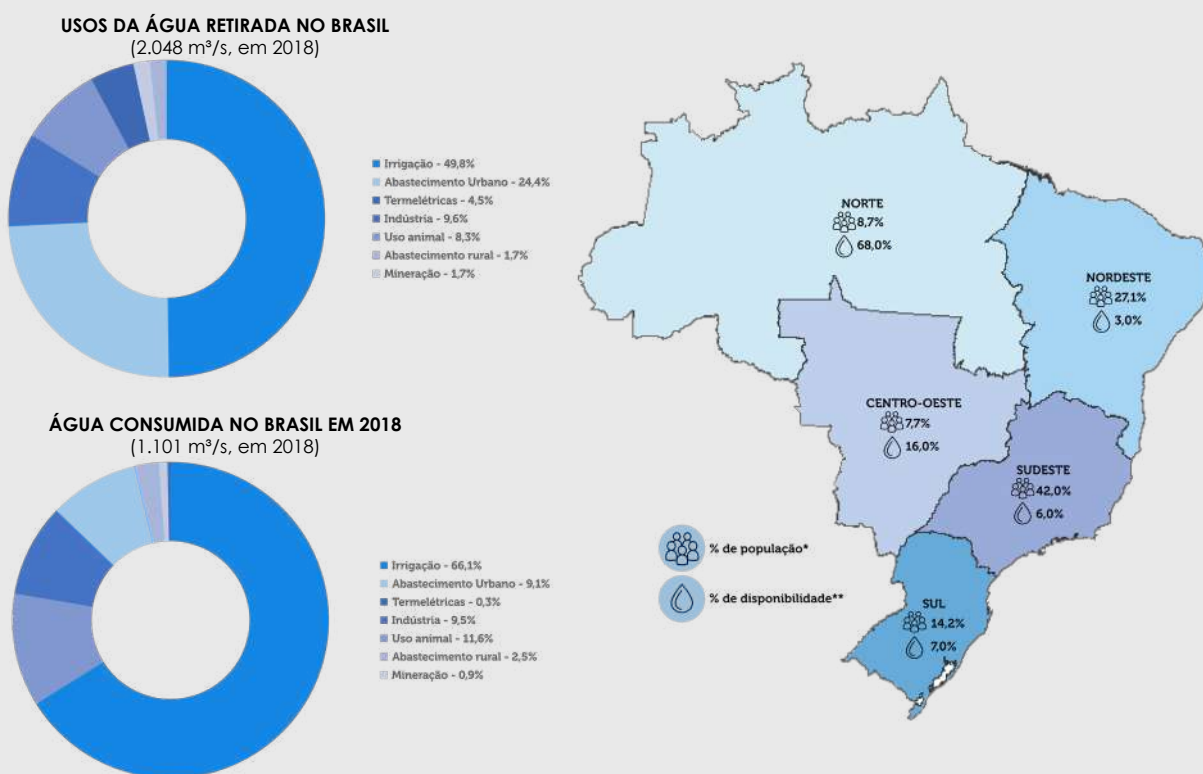 USOS DA ÁGUA RETIRADA NO BRASIL
(2.048 m³/s, em 2018)
Irrigação - 49,8%
Abastecimento Urbano - 24,4%
Termelétricas - 4,5%
Indústria - 9,6%
Uso animal - 8,3%
Abastecimento rural - 1,7%
Mineração - 1,7%
ÁGUA CONSUMIDA NO BRASIL EM 2018
(1.101 m³/s, em 2018)
Irrigação - 66,1%
Abastecimento Urbano - 9,1%
Termelétricas - 0,3%
Indústria - 9,5%
Uso animal - 11,6%
Abastecimento rural - 2,5%
Mineração - 0,9%
NORTE
8,7%
68,0%
NORDESTE
27,1%
3,0%
CENTRO-OESTE
7,7%
16,0%
SUDESTE
42,0%
6,0%
SUL
14,2%
7,0%
% de população*
% de disponibilidade**